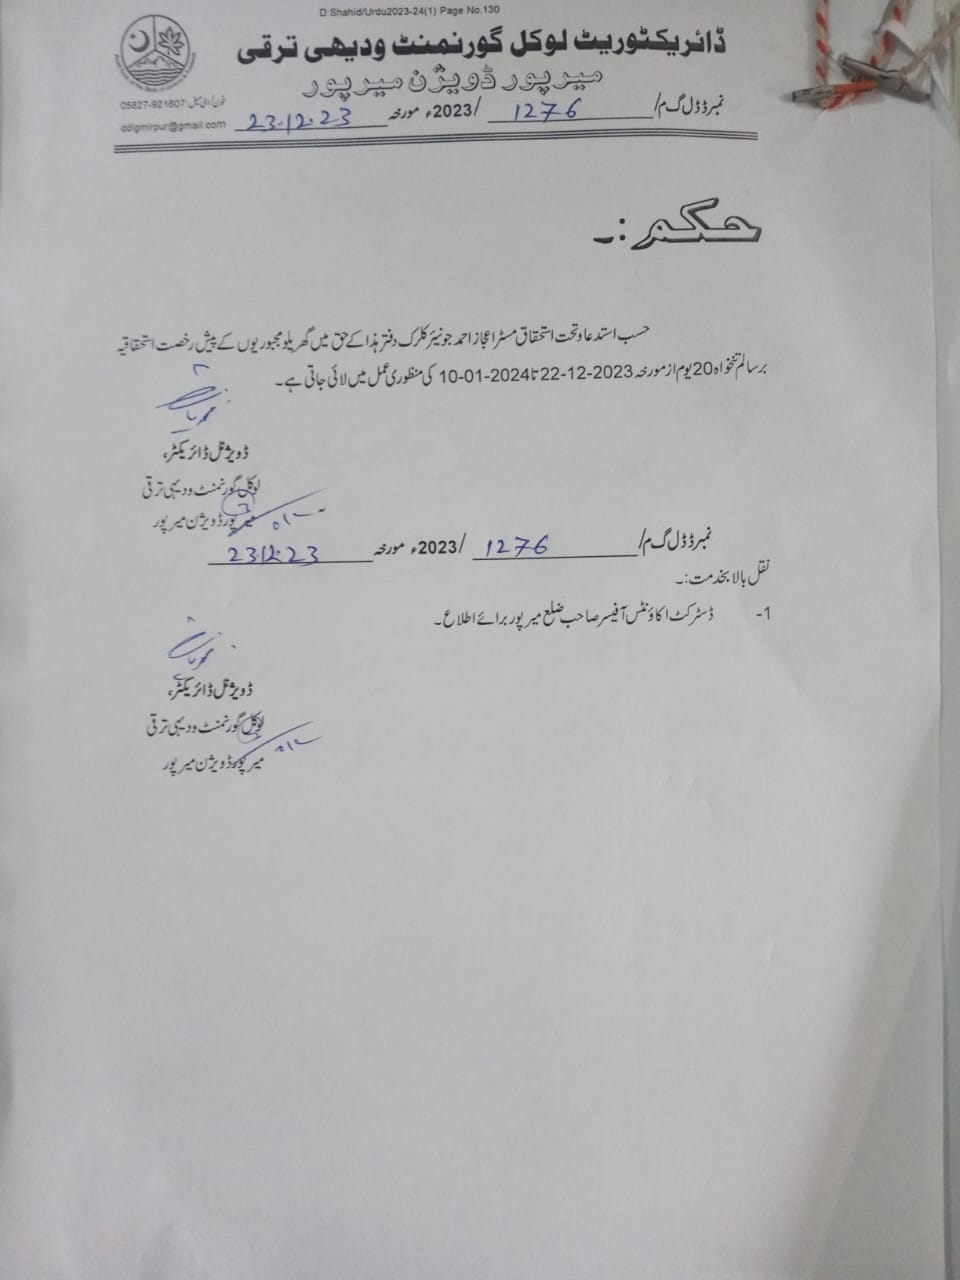 D:Shahid/Urdu2023-24(1) Page No.130
ڈائریکٹوریٹ لوکل گورنمنٹ ودیہی ترقی
میرپور ڈویژن میرپور
فون/ای میل: 05827-921607
ddlgmirpur@gmail.com
نمبر ڈ ڈ ل گ م/ 1276 /2023ء مورخہ 23.12.23
حکم :۔
حسب استدعا وتحت استحقاق مسٹر اعجاز احمد جونیئر کلرک دفتر ہذا کے حق میں گھریلو مجبوریوں کے پیش رخصت استحقاقیہ
برسالم تنخواہ 20 یوم از مورخہ 22-12-2023 تا 10-01-2024 کی منظوری عمل میں لائی جاتی ہے۔
ڈویژنل ڈائریکٹر،
لوکل گورنمنٹ ودیہی ترقی
میرپور ڈویژن میرپور
نمبر ڈ ڈ ل گ م/ 1276 /2023ء مورخہ 23.12.23
نقل بالا بخدمت:۔
1- ڈسٹرکٹ اکاؤنٹس آفیسر صاحب ضلع میرپور برائے اطلاع۔
ڈویژنل ڈائریکٹر،
لوکل گورنمنٹ ودیہی ترقی
میرپور ڈویژن میرپور